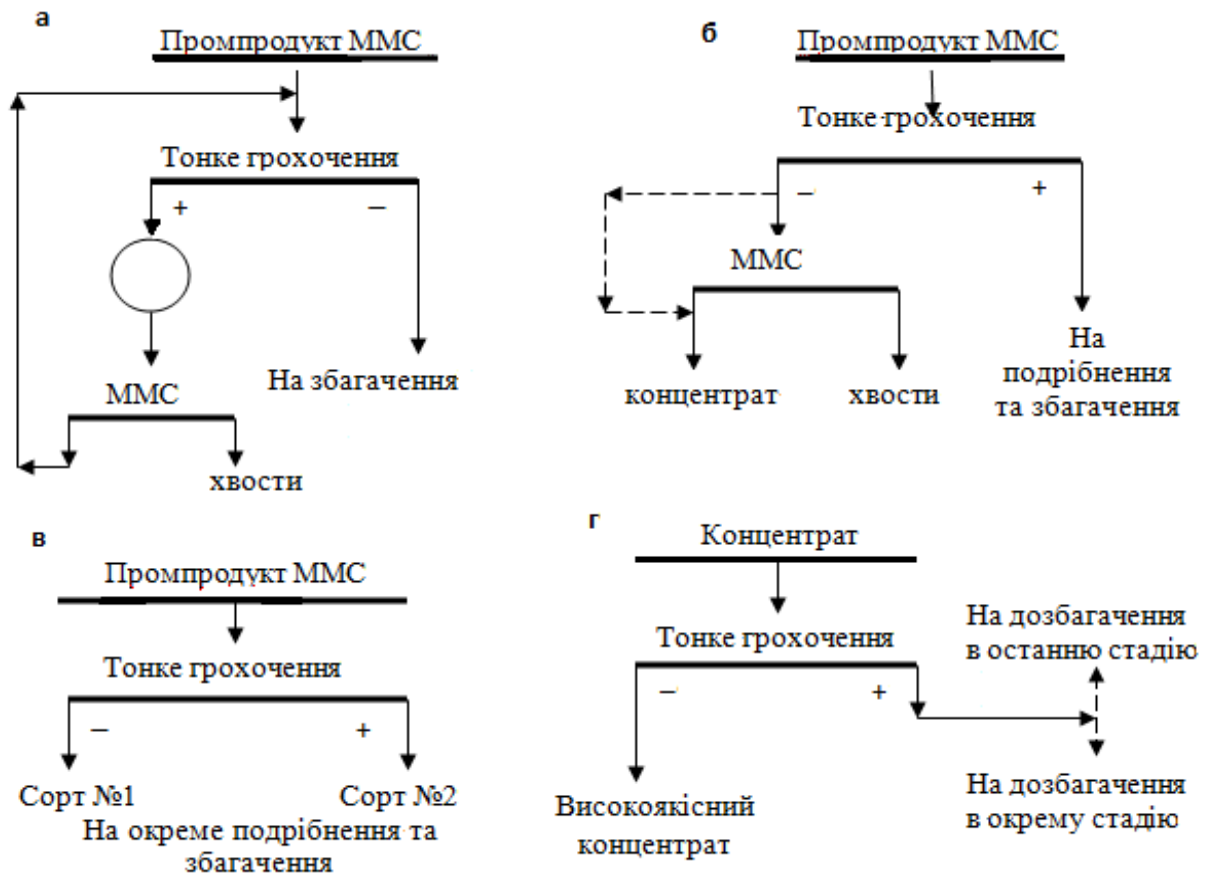 а
Промпродукт ММС
Тонке грохочення
+
–
ММС
На збагачення
хвости
б
Промпродукт ММС
Тонке грохочення
–
+
ММС
концентрат
хвости
На
подрібнення
та збагачення
в
Промпродукт ММС
Тонке грохочення
–
+
Сорт №1
Сорт №2
На окреме подрібнення та
збагачення
г
Концентрат
Тонке грохочення
–
+
На дозбагачення
в останню стадію
Високоякісний
концентрат
На дозбагачення
в окрему стадію